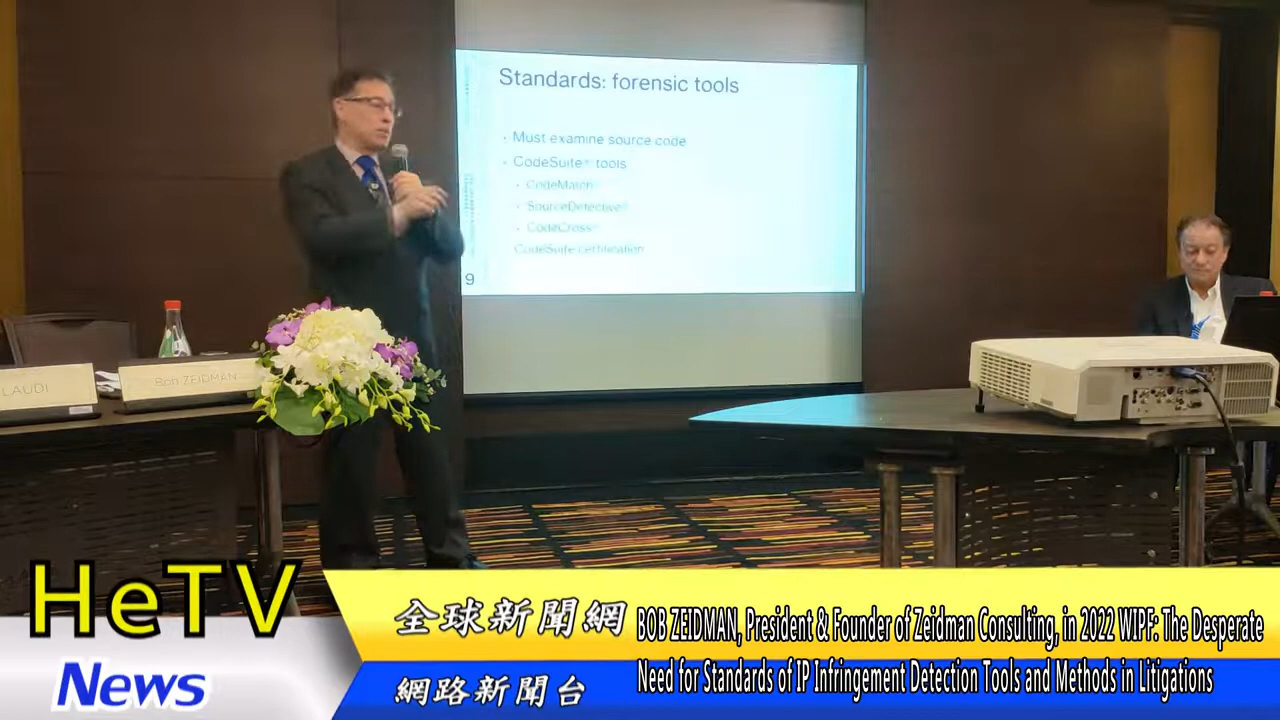 Standards: forensic tools
• Must examine source code
• CodeSuite® tools
• CodeMatch®
• SourceDetective®
• CodeCross®
CodeSuite certification
9
LAUDI
Bob ZEIDMAN
HeTV
News
全球新聞網
網路新聞台
BOB ZEIDMAN, President & Founder of Zeidman Consulting, in 2022 WIPF: The Desperate
Need for Standards of IP Infringement Detection Tools and Methods in Litigations